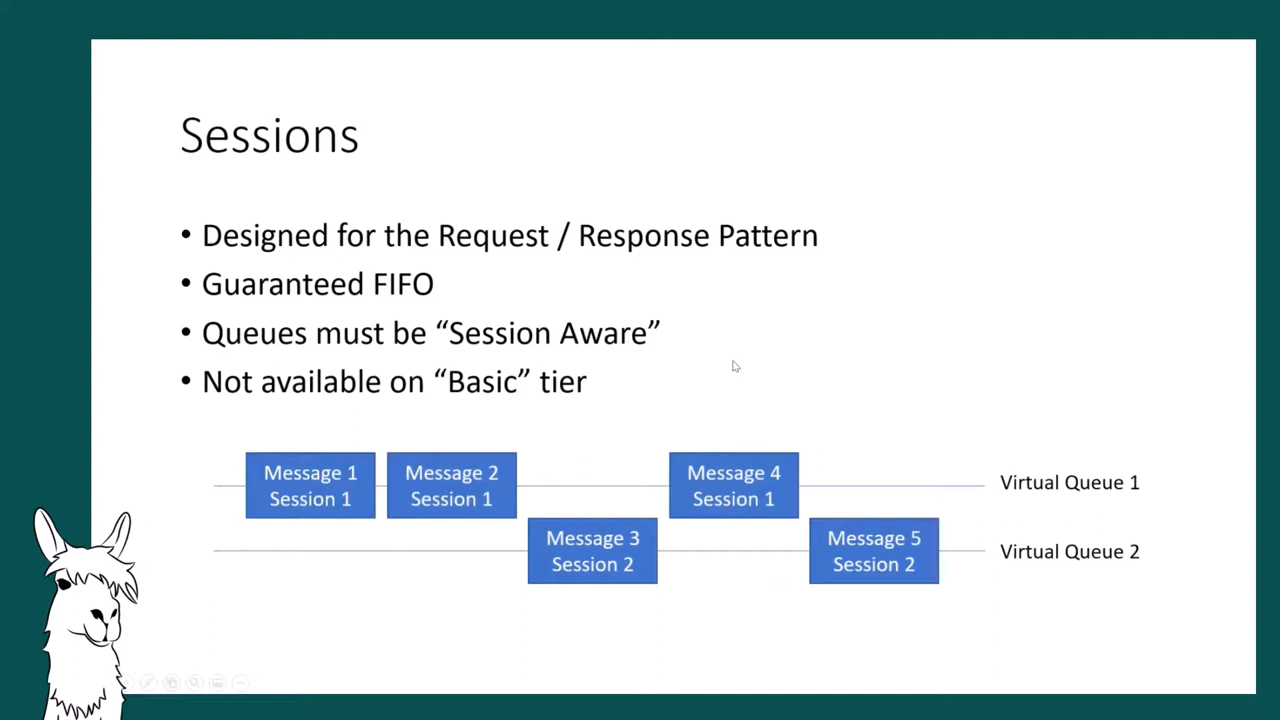 Sessions
• Designed for the Request / Response Pattern
• Guaranteed FIFO
• Queues must be “Session Aware”
• Not available on “Basic” tier
Message 1
Session 1
Message 2
Session 1
Message 4
Session 1
Virtual Queue 1
Message 3
Session 2
Message 5
Session 2
Virtual Queue 2